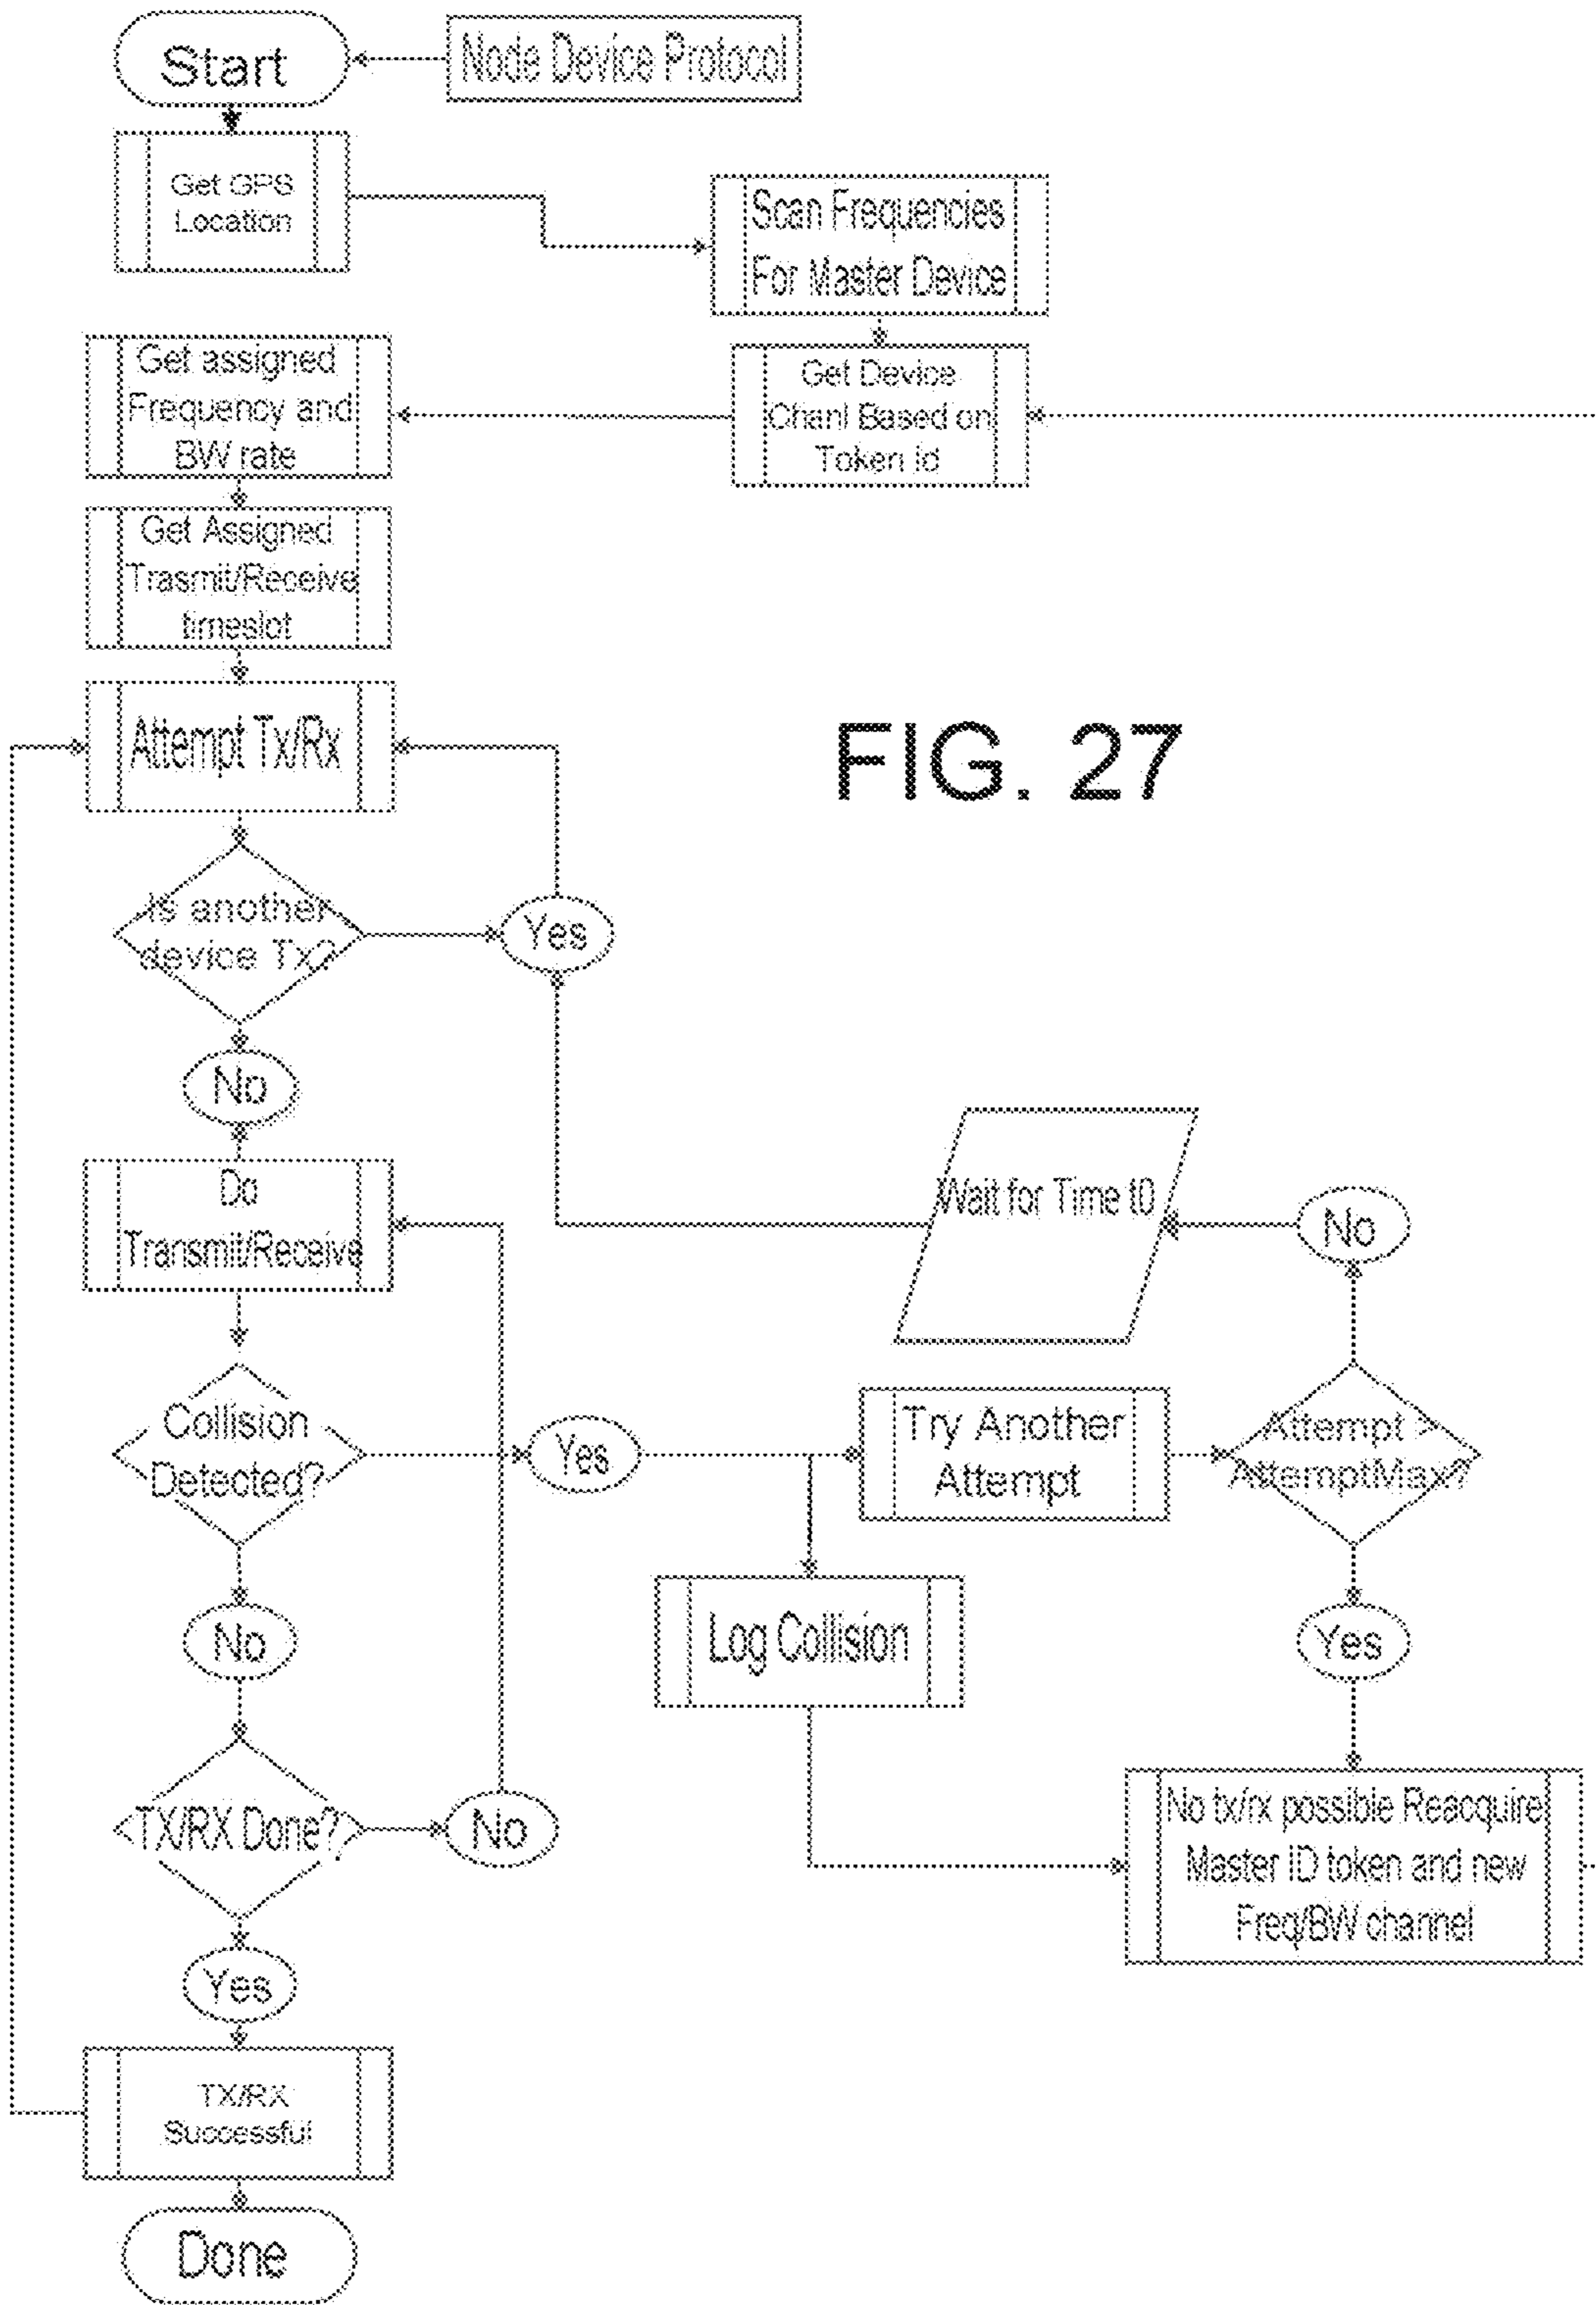 Start
Node Device Protocol
Get GPS
Location
Scan Frequencies
For Master Device
Get Device
Chanl Based on
Token id
Get assigned
Frequency and
BW rate
Get Assigned
Trasmit/Receive
timeslot
Attempt Tx/Rx
FIG. 27
Is another
device Tx?
Yes
No
Do
Transmit/Receive
Wait for Time t0
No
Collision
Detected?
Yes
Try Another
Attempt
Attempt >
AttemptMax?
No
Log Collision
Yes
TX/RX Done?
No
No tx/rx possible Reacquire
Master ID token and new
Freq/BW channel
Yes
TX/RX
Successful
Done